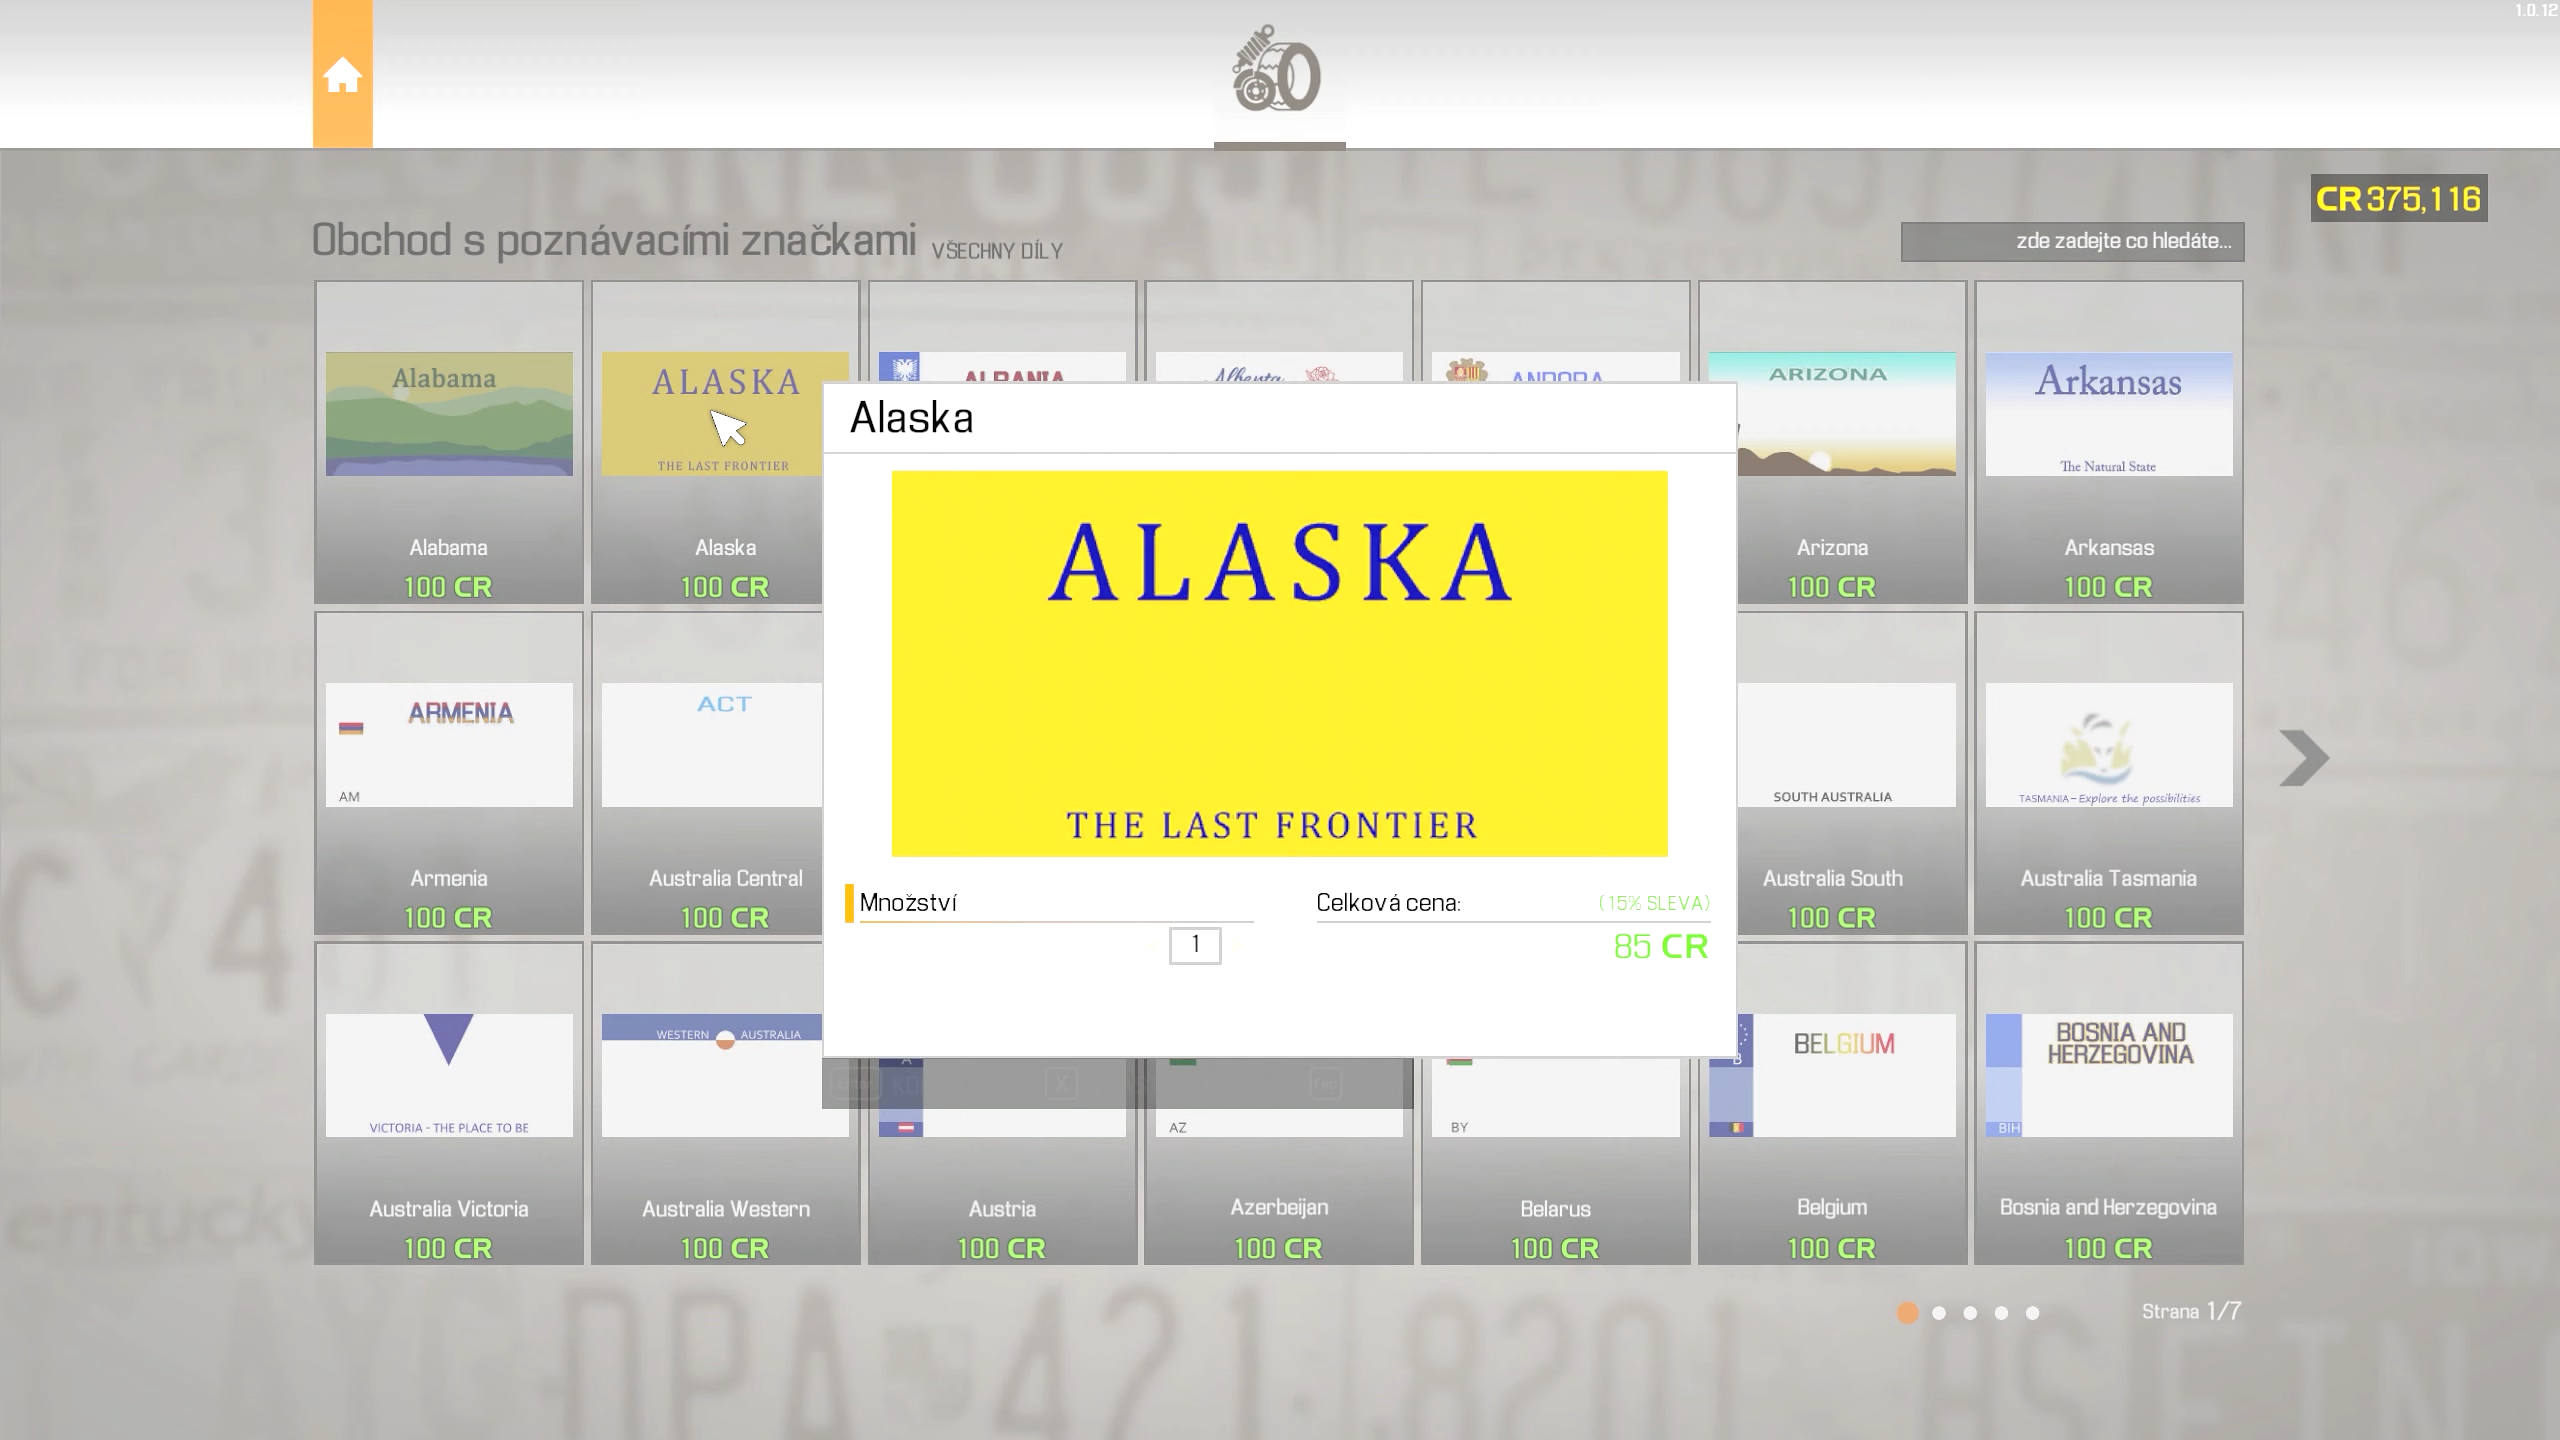 1.0.12
CR 375,116
Obchod s poznávacími značkami VŠECHNY DÍLY
zde zadejte co hledáte...
Alabama
ALASKA
THE LAST FRONTIER
ALBANIA
Alberta
ANDORA
ARIZONA
Arkansas
The Natural State
Alabama
100 CR
Alaska
100 CR
Arizona
100 CR
Arkansas
100 CR
Alaska
ALASKA
THE LAST FRONTIER
Množství
1
Celková cena:
(15% SLEVA)
85 CR
ARMENIA
AM
ACT
SOUTH AUSTRALIA
TASMANIA – Explore the possibilities
Armenia
100 CR
Australia Central
100 CR
Australia South
100 CR
Australia Tasmania
100 CR
VICTORIA - THE PLACE TO BE
WESTERN AUSTRALIA
A
AZ
BY
B
BELGIUM
BOSNIA AND
HERZEGOVINA
BIH
X
Esc
Australia Victoria
100 CR
Australia Western
100 CR
Austria
100 CR
Azerbeijan
100 CR
Belarus
100 CR
Belgium
100 CR
Bosnia and Herzegovina
100 CR
Strana 1/7